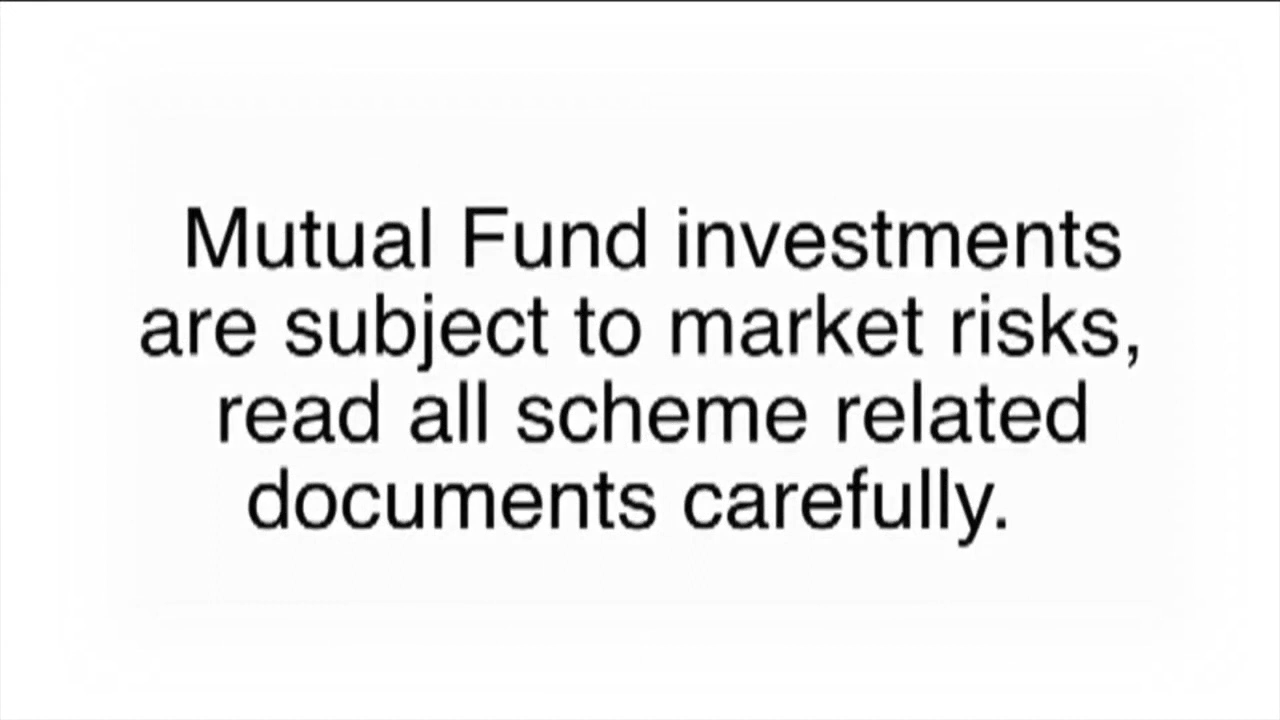 Mutual Fund investments
are subject to market risks,
read all scheme related
documents carefully.